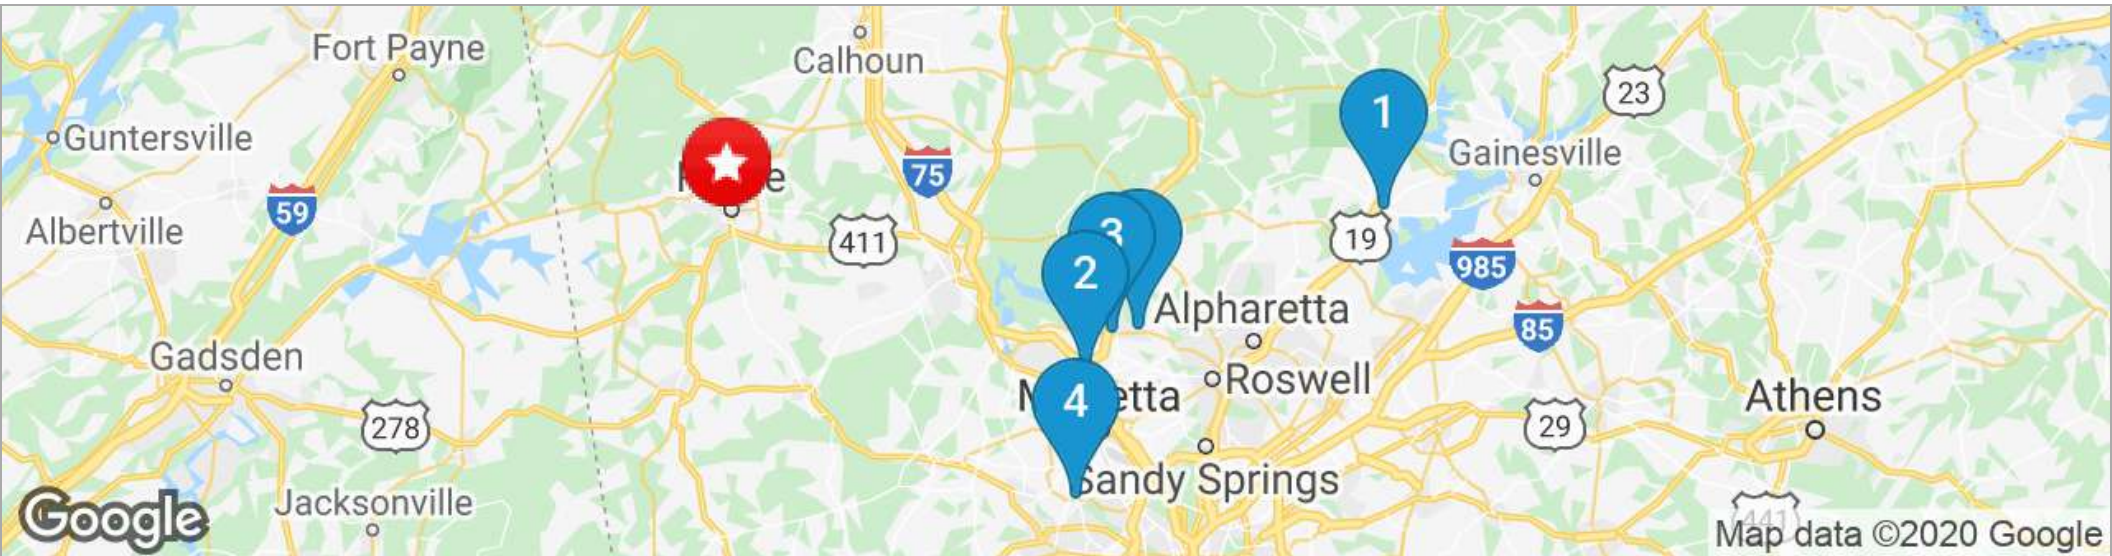 Fort Payne
Calhoun
23
1
Guntersville
Gainesville
75
59
Albertville
411
3
19
985
2
Alpharetta
85
Gadsden
Roswell
4
Athens
278
29
Sandy Springs
Jacksonville
Google
441
Map data ©2020 Google